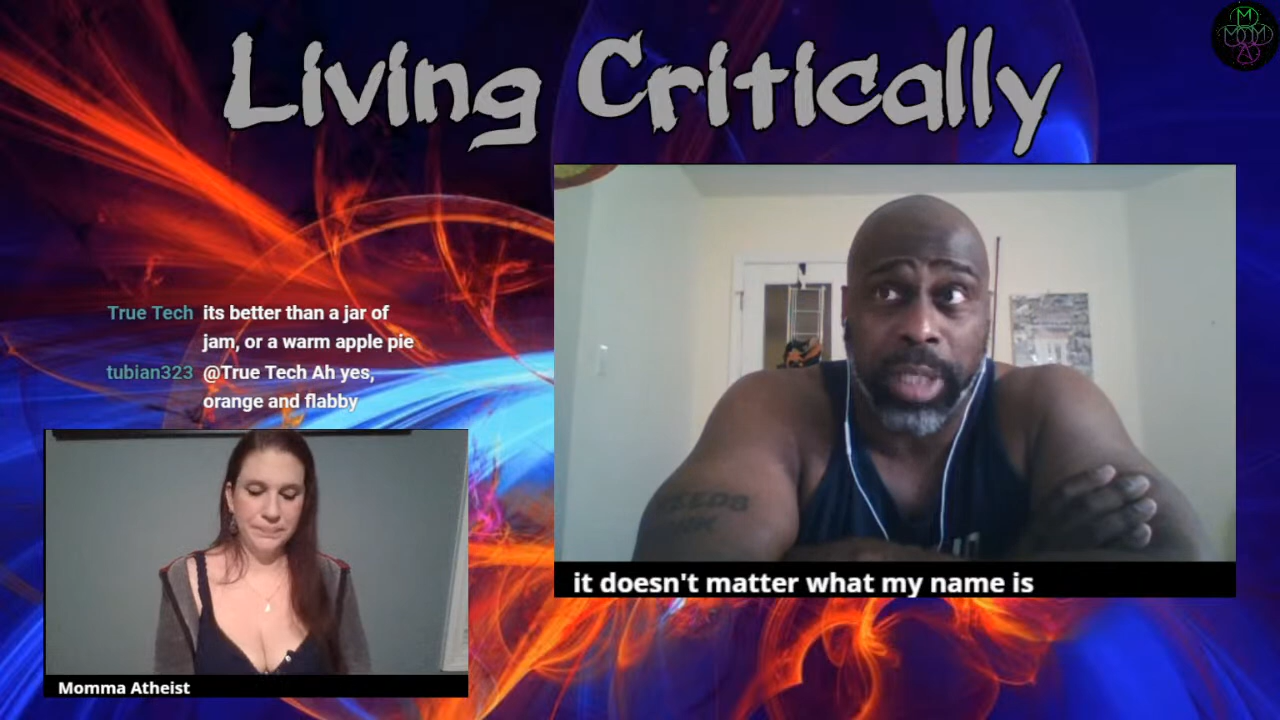 Living Critically
True Tech its better than a jar of
jam, or a warm apple pie
tubian323 @True Tech Ah yes,
orange and flabby
it doesn't matter what my name is
Momma Atheist